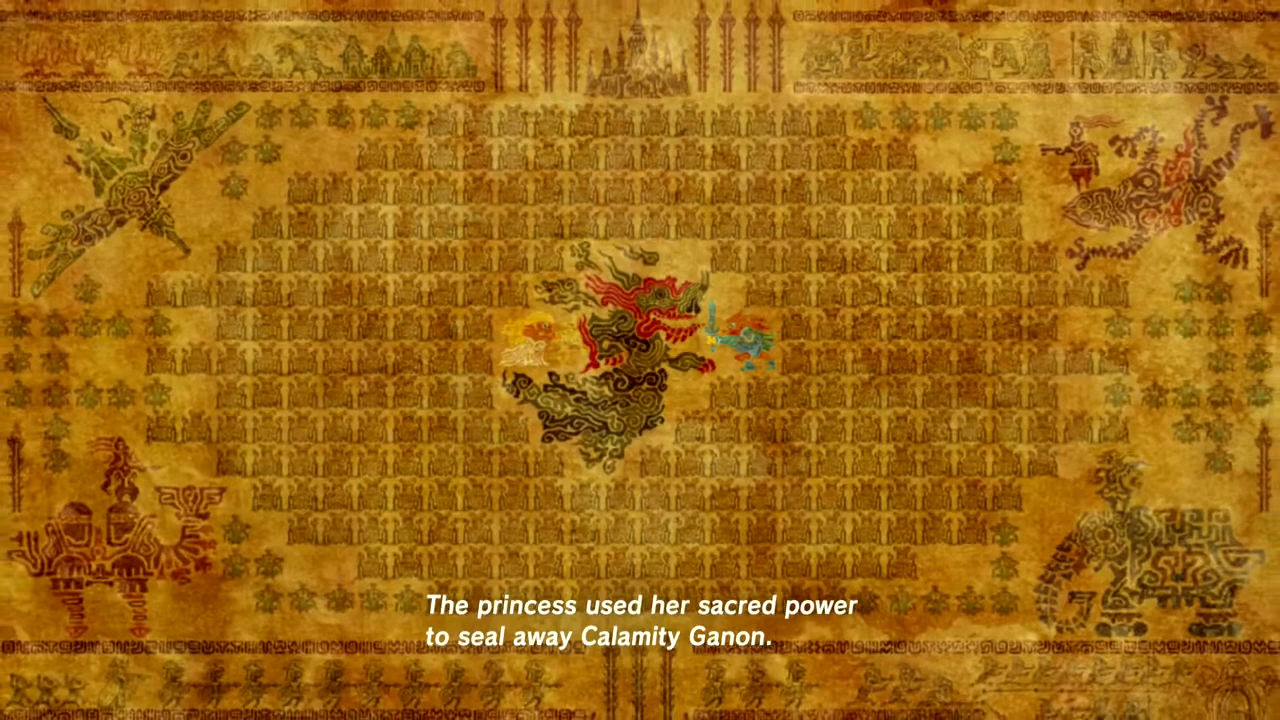 The princess used her sacred power
to seal away Calamity Ganon.